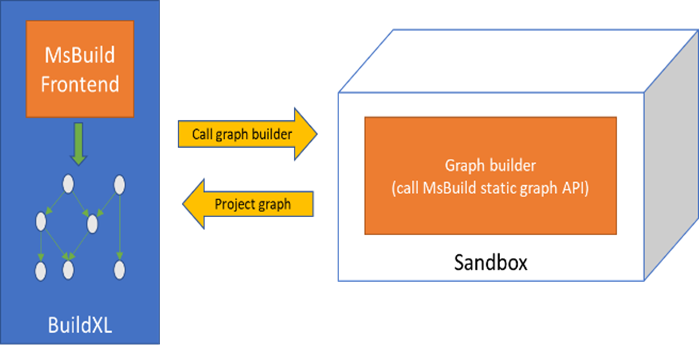 MsBuild
Frontend
BuildXL
Call graph builder
Project graph
Graph builder
(call MsBuild static graph API)
Sandbox